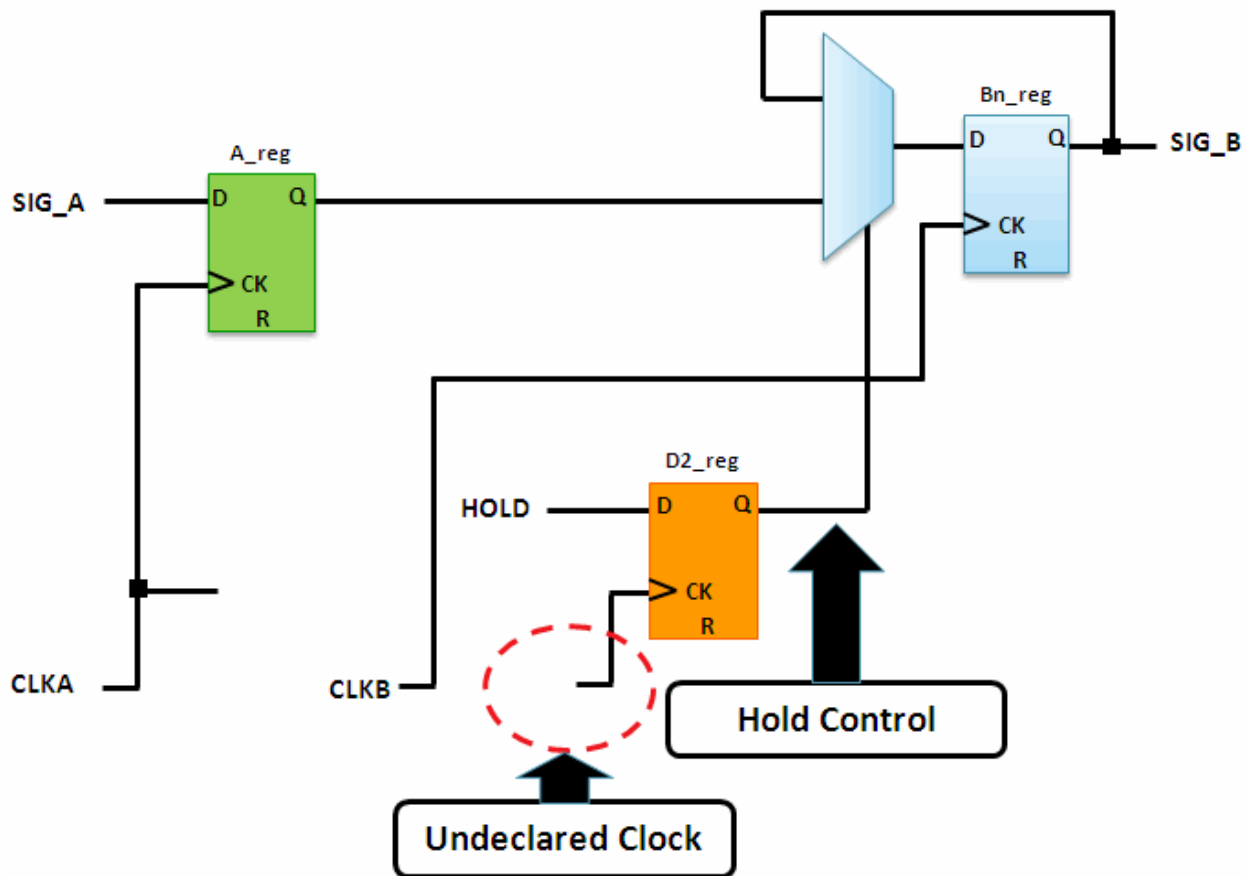 Bn_reg
D Q
SIG_B
A_reg
SIG_A
D Q
CK
R
CK
R
D2_reg
HOLD
D Q
CK
R
CLKA
CLKB
Hold Control
Undeclared Clock